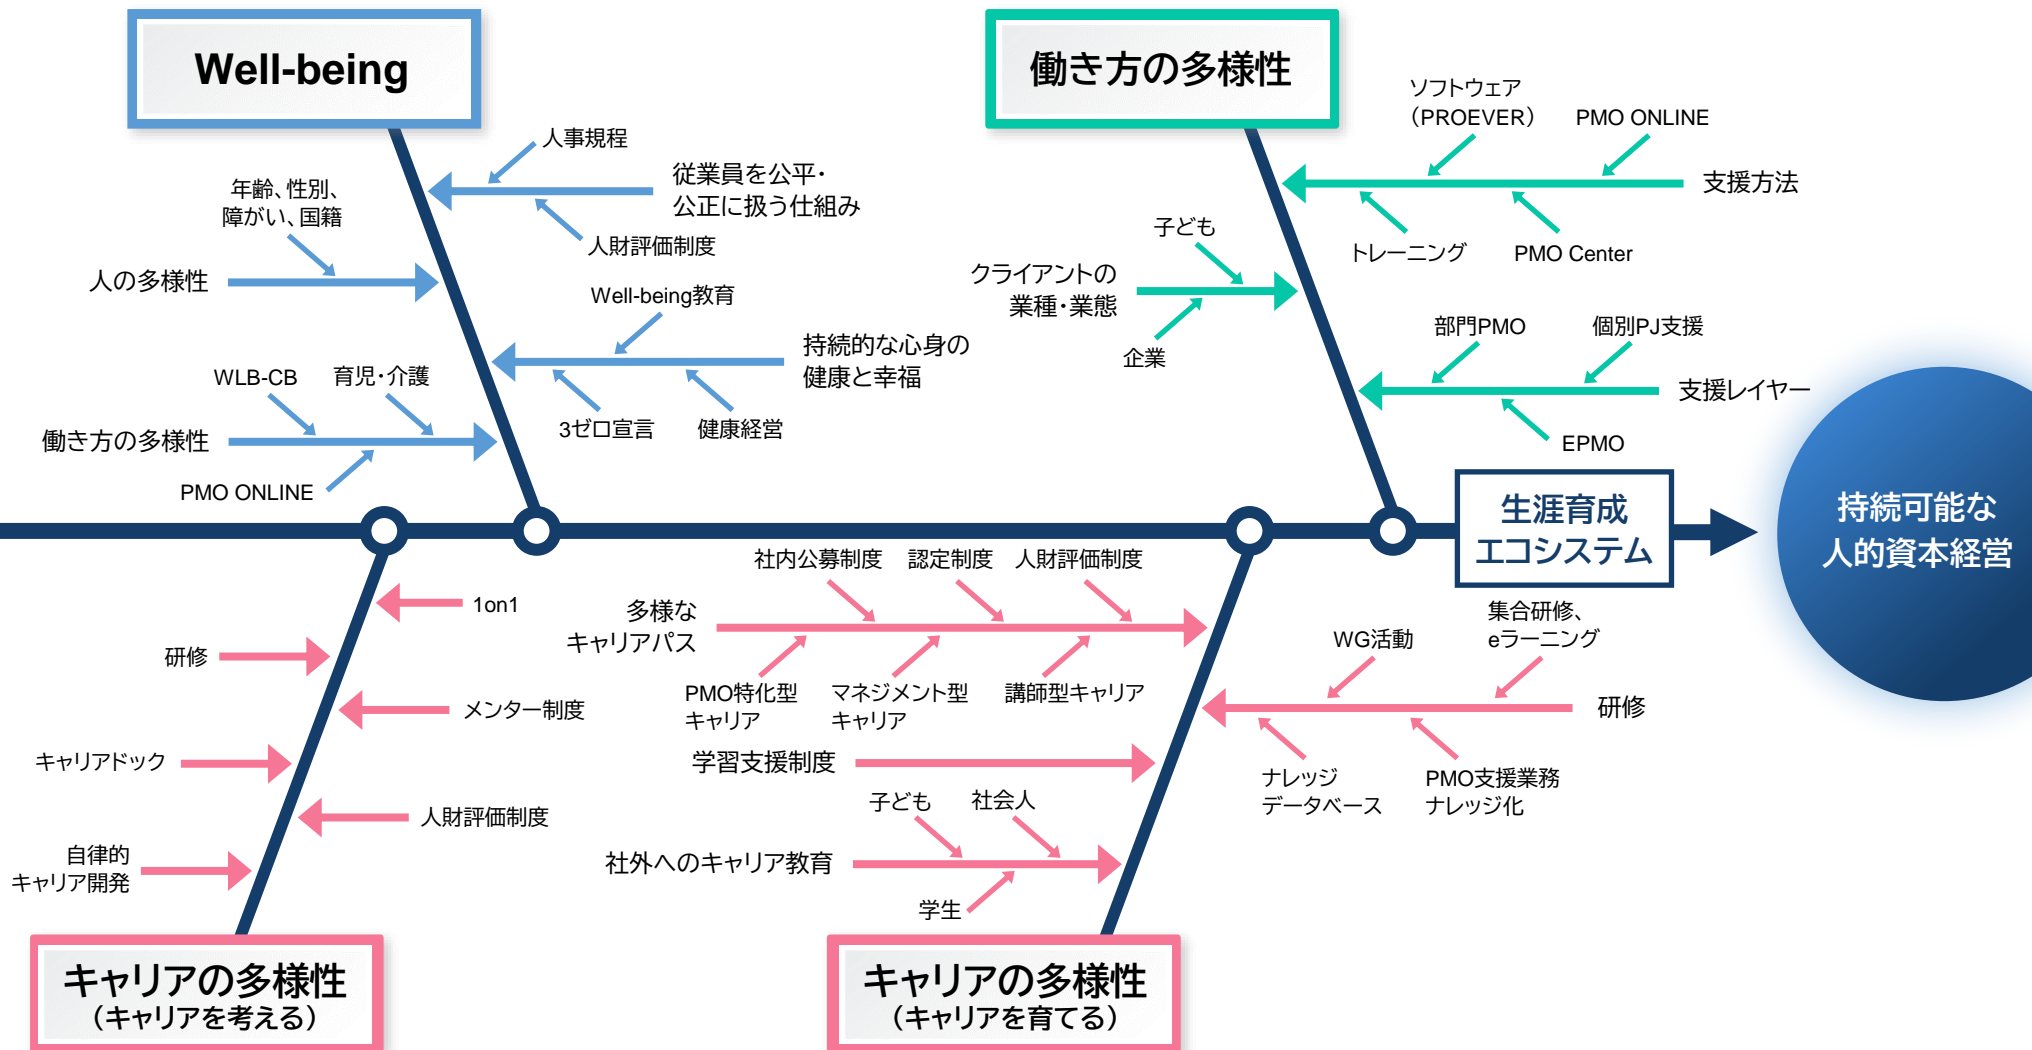 Well-being
人事規程
従業員を公平・
公正に扱う仕組み
人財評価制度
年齢、性別、
障がい、国籍
人の多様性
Well-being教育
持続的な心身の
健康と幸福
3ゼロ宣言
健康経営
WLB-CB
育児・介護
働き方の多様性
PMO ONLINE
働き方の多様性
ソフトウェア
（PROEVER）
PMO ONLINE
支援方法
トレーニング
PMO Center
子ども
クライアントの
業種・業態
企業
部門PMO
個別PJ支援
支援レイヤー
EPMO
生涯育成
エコシステム
持続可能な
人的資本経営
1on1
研修
メンター制度
キャリアドック
人財評価制度
自律的
キャリア開発
キャリアの多様性
（キャリアを考える）
社内公募制度
認定制度
人財評価制度
多様な
キャリアパス
PMO特化型
キャリア
マネジメント型
キャリア
講師型キャリア
学習支援制度
子ども
社会人
社外へのキャリア教育
学生
WG活動
集合研修、
eラーニング
研修
ナレッジ
データベース
PMO支援業務
ナレッジ化
キャリアの多様性
（キャリアを育てる）